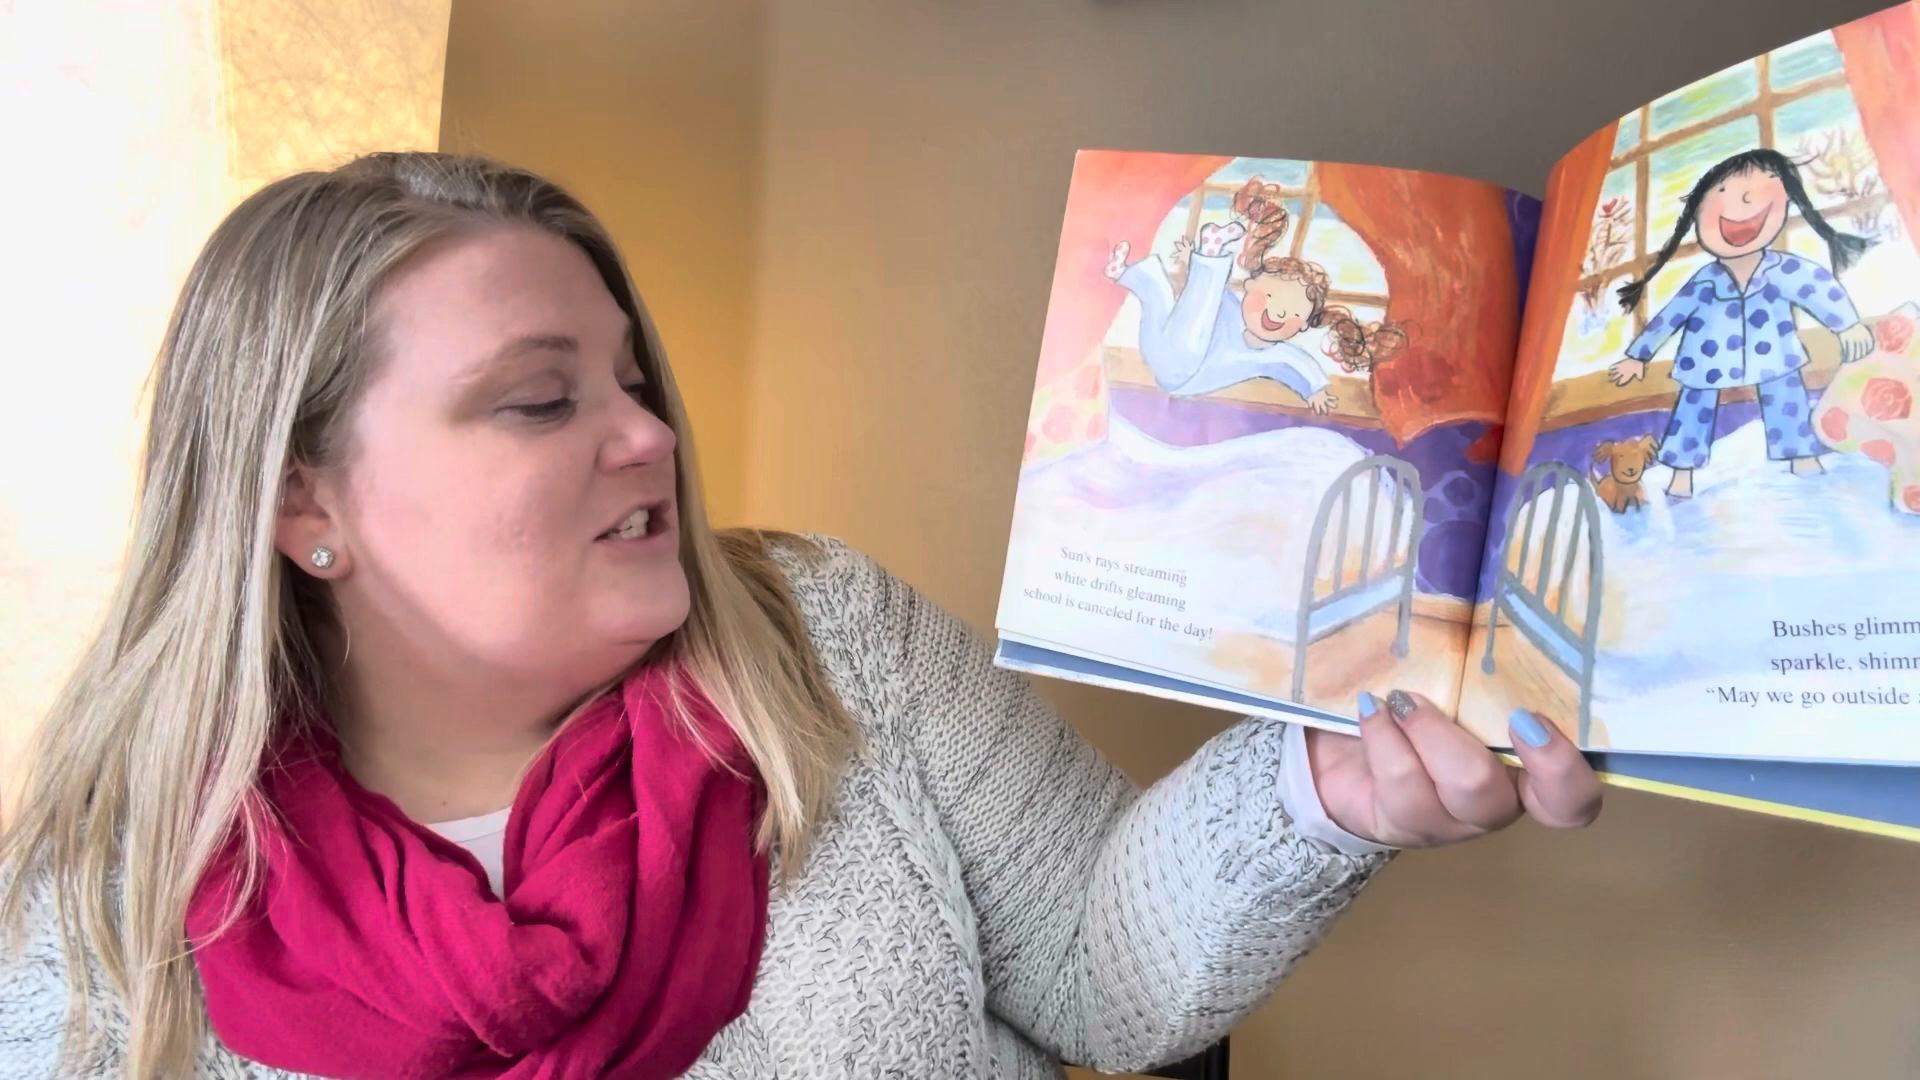 Sun's rays streaming
white drifts gleaming
school is canceled for the day!
Bushes glimm
sparkle, shimm
"May we go outside